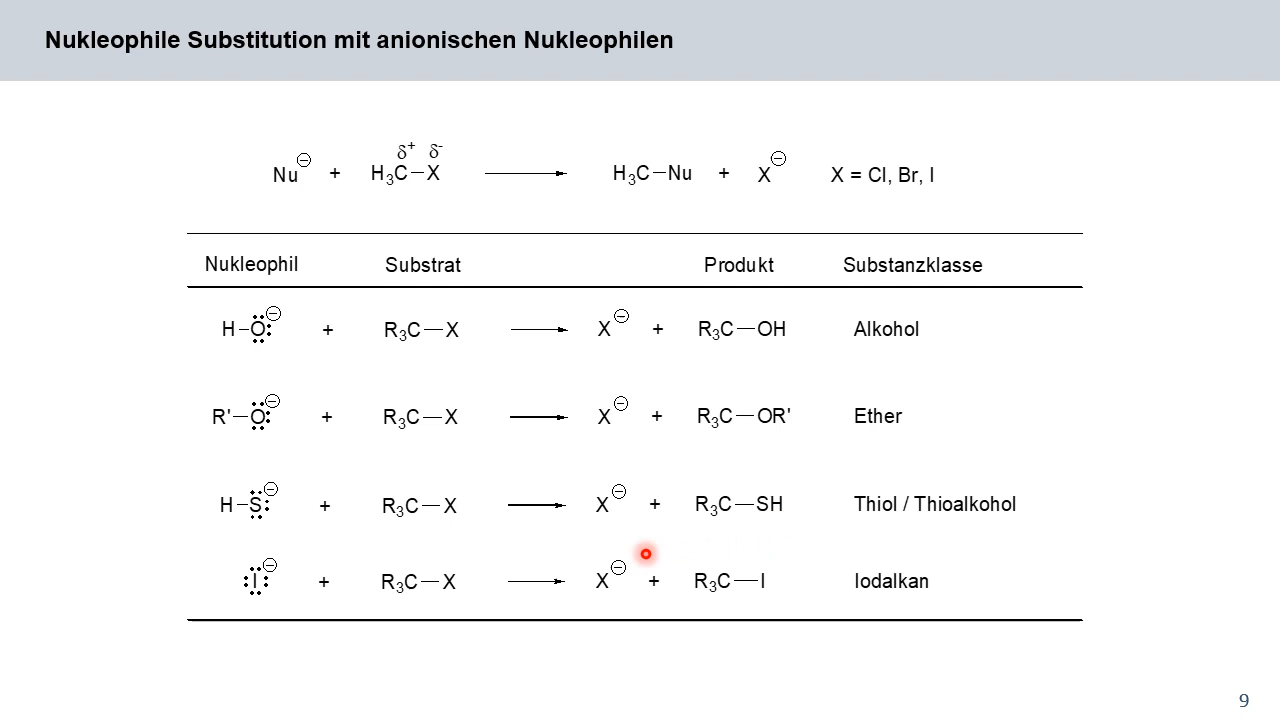 Nukleophile Substitution mit anionischen Nukleophilen
δ⁺ δ⁻
Nu⊖ + H₃C–X ⟶ H₃C–Nu + X⊖ X = Cl, Br, I
Nukleophil Substrat Produkt Substanzklasse
H–O⊖ + R₃C–X ⟶ X⊖ + R₃C–OH Alkohol
R'–O⊖ + R₃C–X ⟶ X⊖ + R₃C–OR' Ether
H–S⊖ + R₃C–X ⟶ X⊖ + R₃C–SH Thiol / Thioalkohol
I⊖ + R₃C–X ⟶ X⊖ + R₃C–I Iodalkan
9